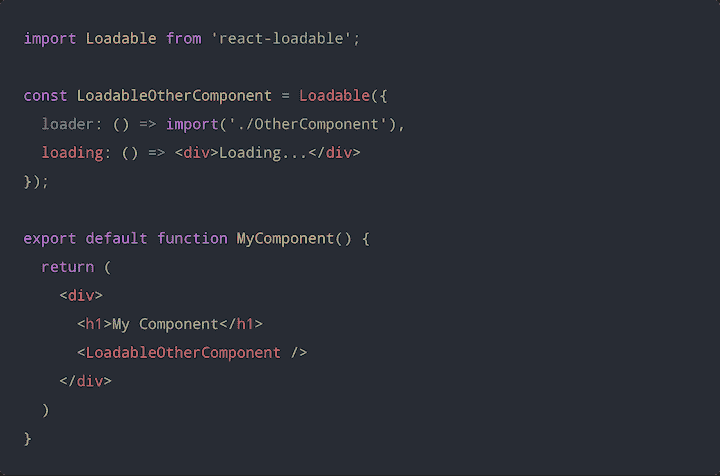 import Loadable from 'react-loadable';
const LoadableOtherComponent = Loadable({
loader: () => import('./OtherComponent'),
loading: () => <div>Loading...</div>
});
export default function MyComponent() {
return (
<div>
<h1>My Component</h1>
<LoadableOtherComponent />
</div>
)
}